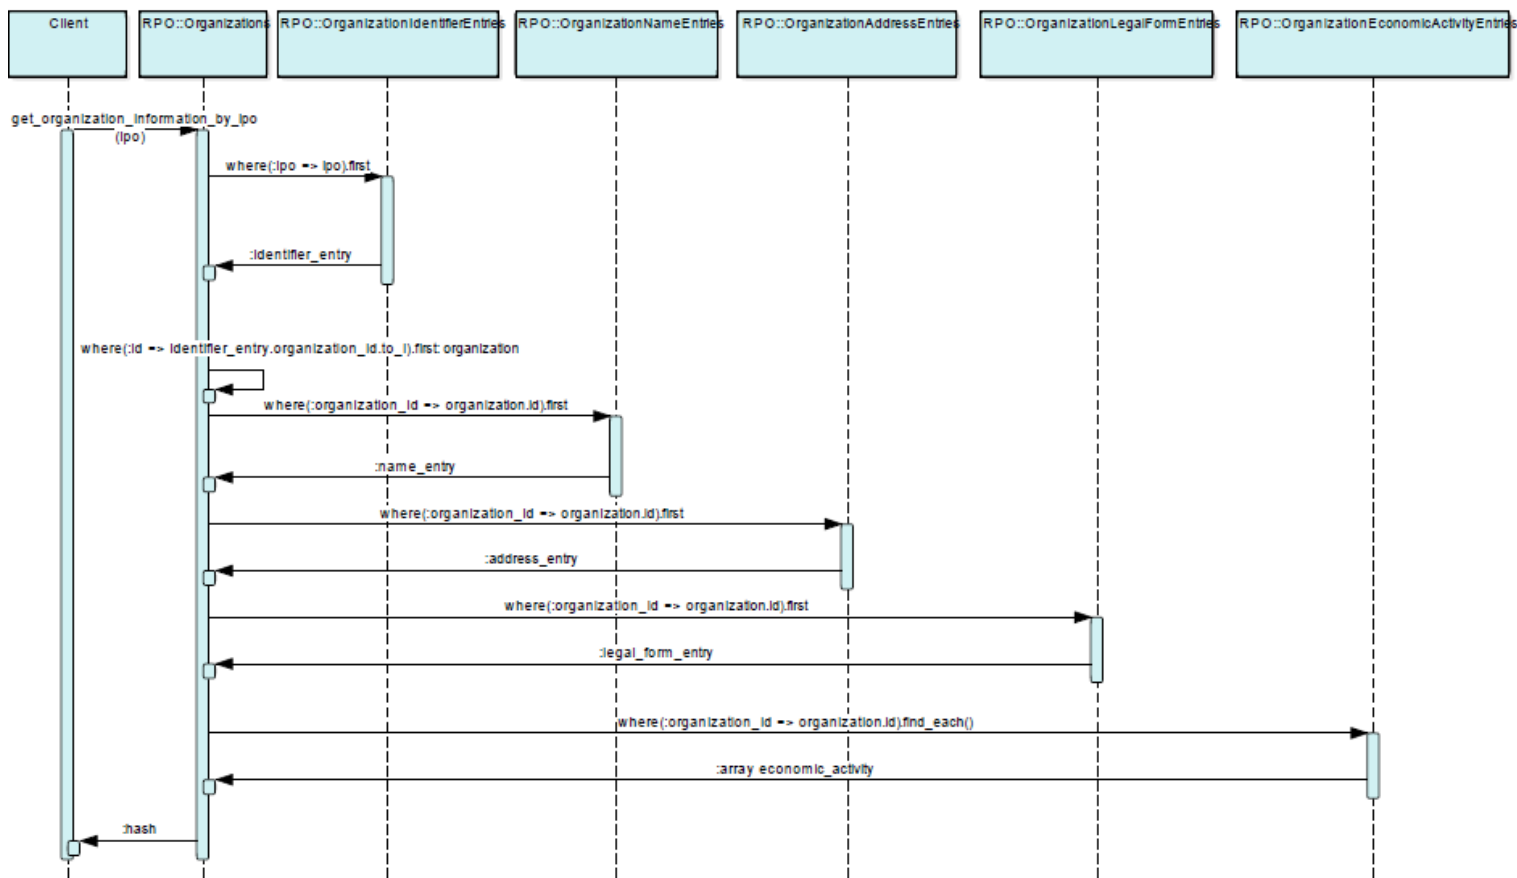 Client
RPO::Organizations
RPO::OrganizationIdentifierEntries
RPO::OrganizationNameEntries
RPO::OrganizationAddressEntries
RPO::OrganizationLegalFormEntries
RPO::OrganizationEconomicActivityEntries
get_organization_information_by_ipo
(ipo)
where(:ipo => ipo).first
:identifier_entry
where(:id => identifier_entry.organization_id.to_i).first: organization
where(:organization_id => organization.id).first
:name_entry
where(:organization_id => organization.id).first
:address_entry
where(:organization_id => organization.id).first
:legal_form_entry
where(:organization_id => organization.id).find_each()
:array economic_activity
:hash